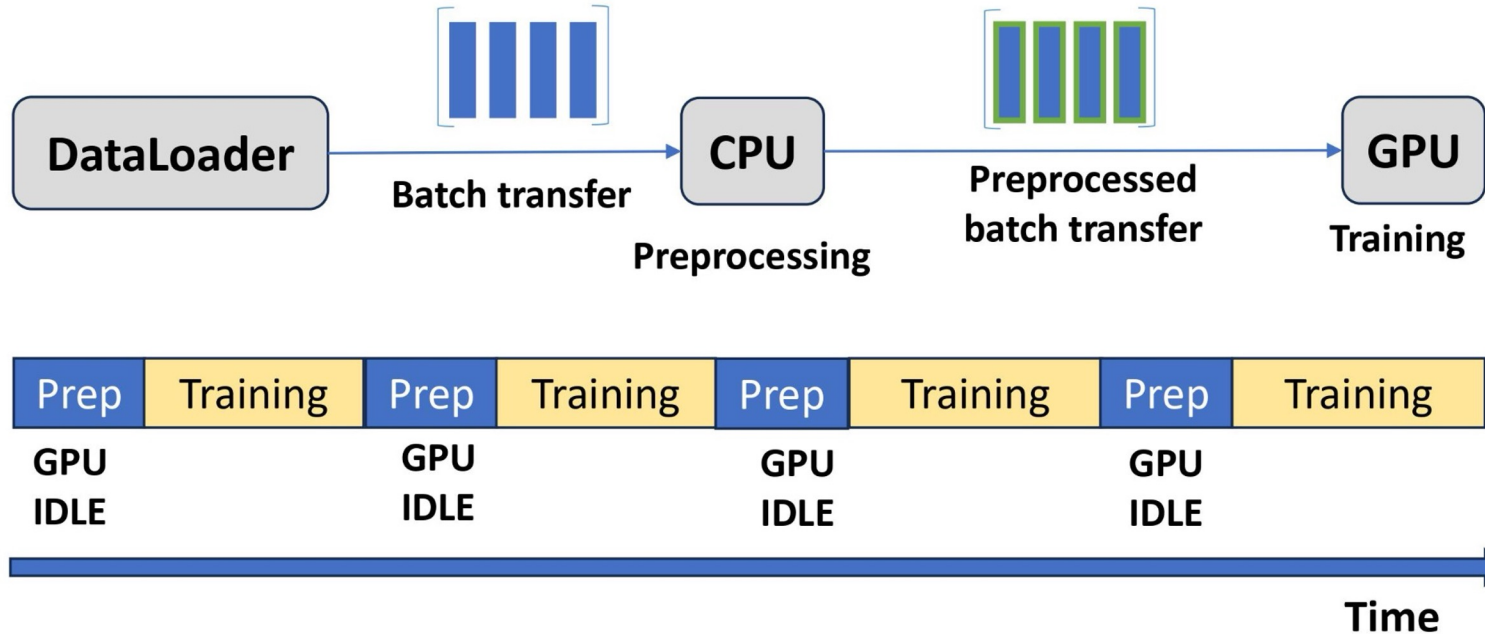 DataLoader
Batch transfer
CPU
Preprocessing
Preprocessed
batch transfer
GPU
Training
Prep Training Prep Training Prep Training Prep Training
GPU GPU GPU GPU
IDLE IDLE IDLE IDLE
Time